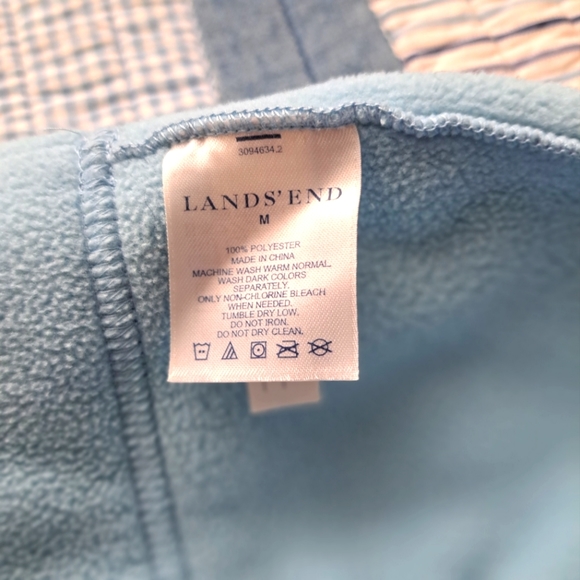 3094634.2
LANDS' END
M
100% POLYESTER
MADE IN CHINA
MACHINE WASH WARM NORMAL.
WASH DARK COLORS
SEPARATELY.
ONLY NON-CHLORINE BLEACH
WHEN NEEDED.
TUMBLE DRY LOW.
DO NOT IRON.
DO NOT DRY CLEAN.